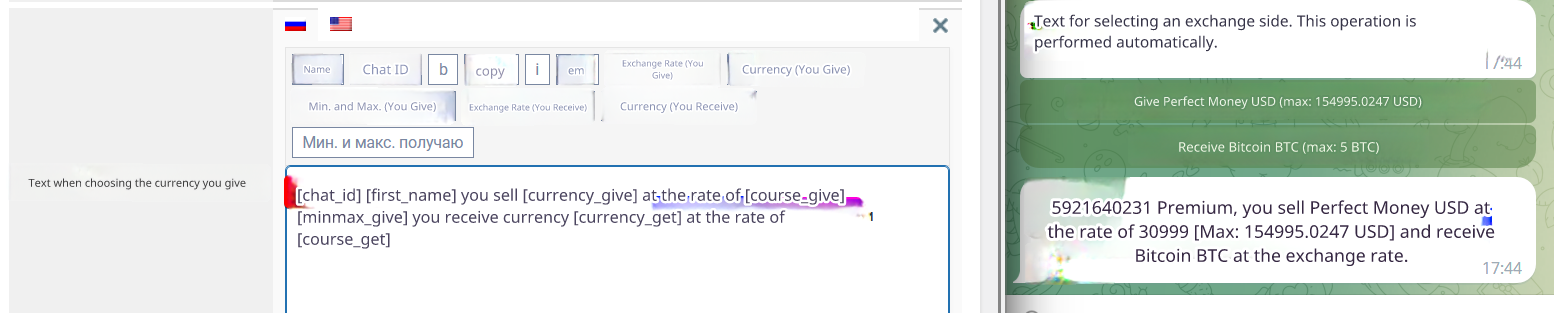 Name Chat ID b copy i em Exchange Rate (You Give) Currency (You Give)
Min. and Max. (You Give) Exchange Rate (You Receive) Currency (You Receive)
Мин. и макс. получаю
Text when choosing the currency you give
[chat_id] [first_name] you sell [currency_give] at the rate of [course_give]
[minmax_give] you receive currency [currency_get] at the rate of
[course_get]
1
Text for selecting an exchange side. This operation is
performed automatically.
Give Perfect Money USD (max: 154995.0247 USD)
Receive Bitcoin BTC (max: 5 BTC)
5921640231 Premium, you sell Perfect Money USD at
the rate of 30999 [Max: 154995.0247 USD] and receive
Bitcoin BTC at the exchange rate.
17:44